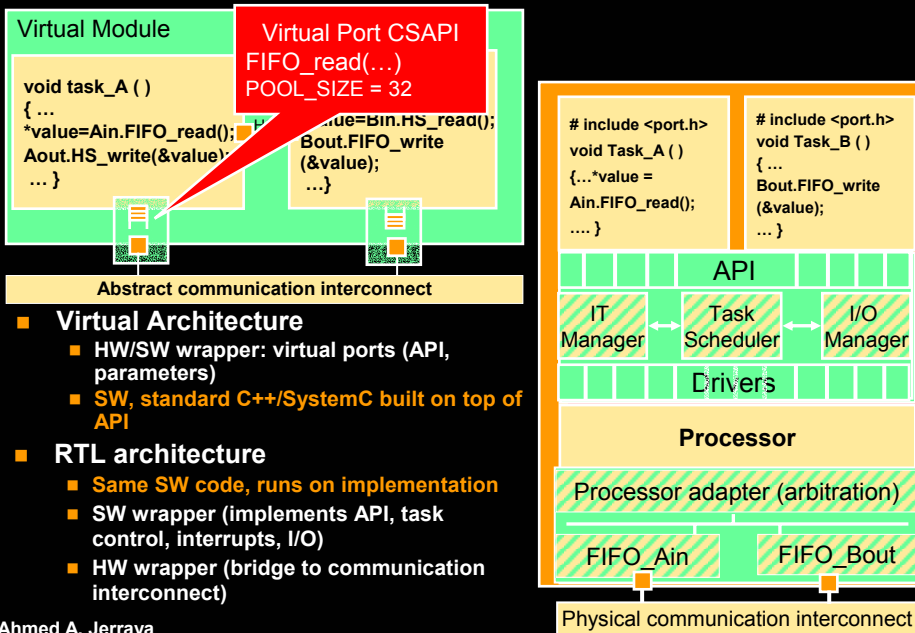 Virtual Module
void task_A ( )
{ …
*value=Ain.FIFO_read();
Aout.HS_write(&value);
… }
Virtual Port CSAPI
FIFO_read(…)
POOL_SIZE = 32
=Bin.HS_read();
Bout.FIFO_write
(&value);
…}
Abstract communication interconnect
Virtual Architecture
HW/SW wrapper: virtual ports (API,
parameters)
SW, standard C++/SystemC built on top of
API
RTL architecture
Same SW code, runs on implementation
SW wrapper (implements API, task
control, interrupts, I/O)
HW wrapper (bridge to communication
interconnect)
Ahmed A. Jerraya
# include <port.h>
void Task_A ( )
{…*value =
Ain.FIFO_read();
…. }
# include <port.h>
void Task_B ( )
{ …
Bout.FIFO_write
(&value);
… }
API
IT
Manager
Task
Scheduler
I/O
Manager
Drivers
Processor
Processor adapter (arbitration)
FIFO_Ain
FIFO_Bout
Physical communication interconnect